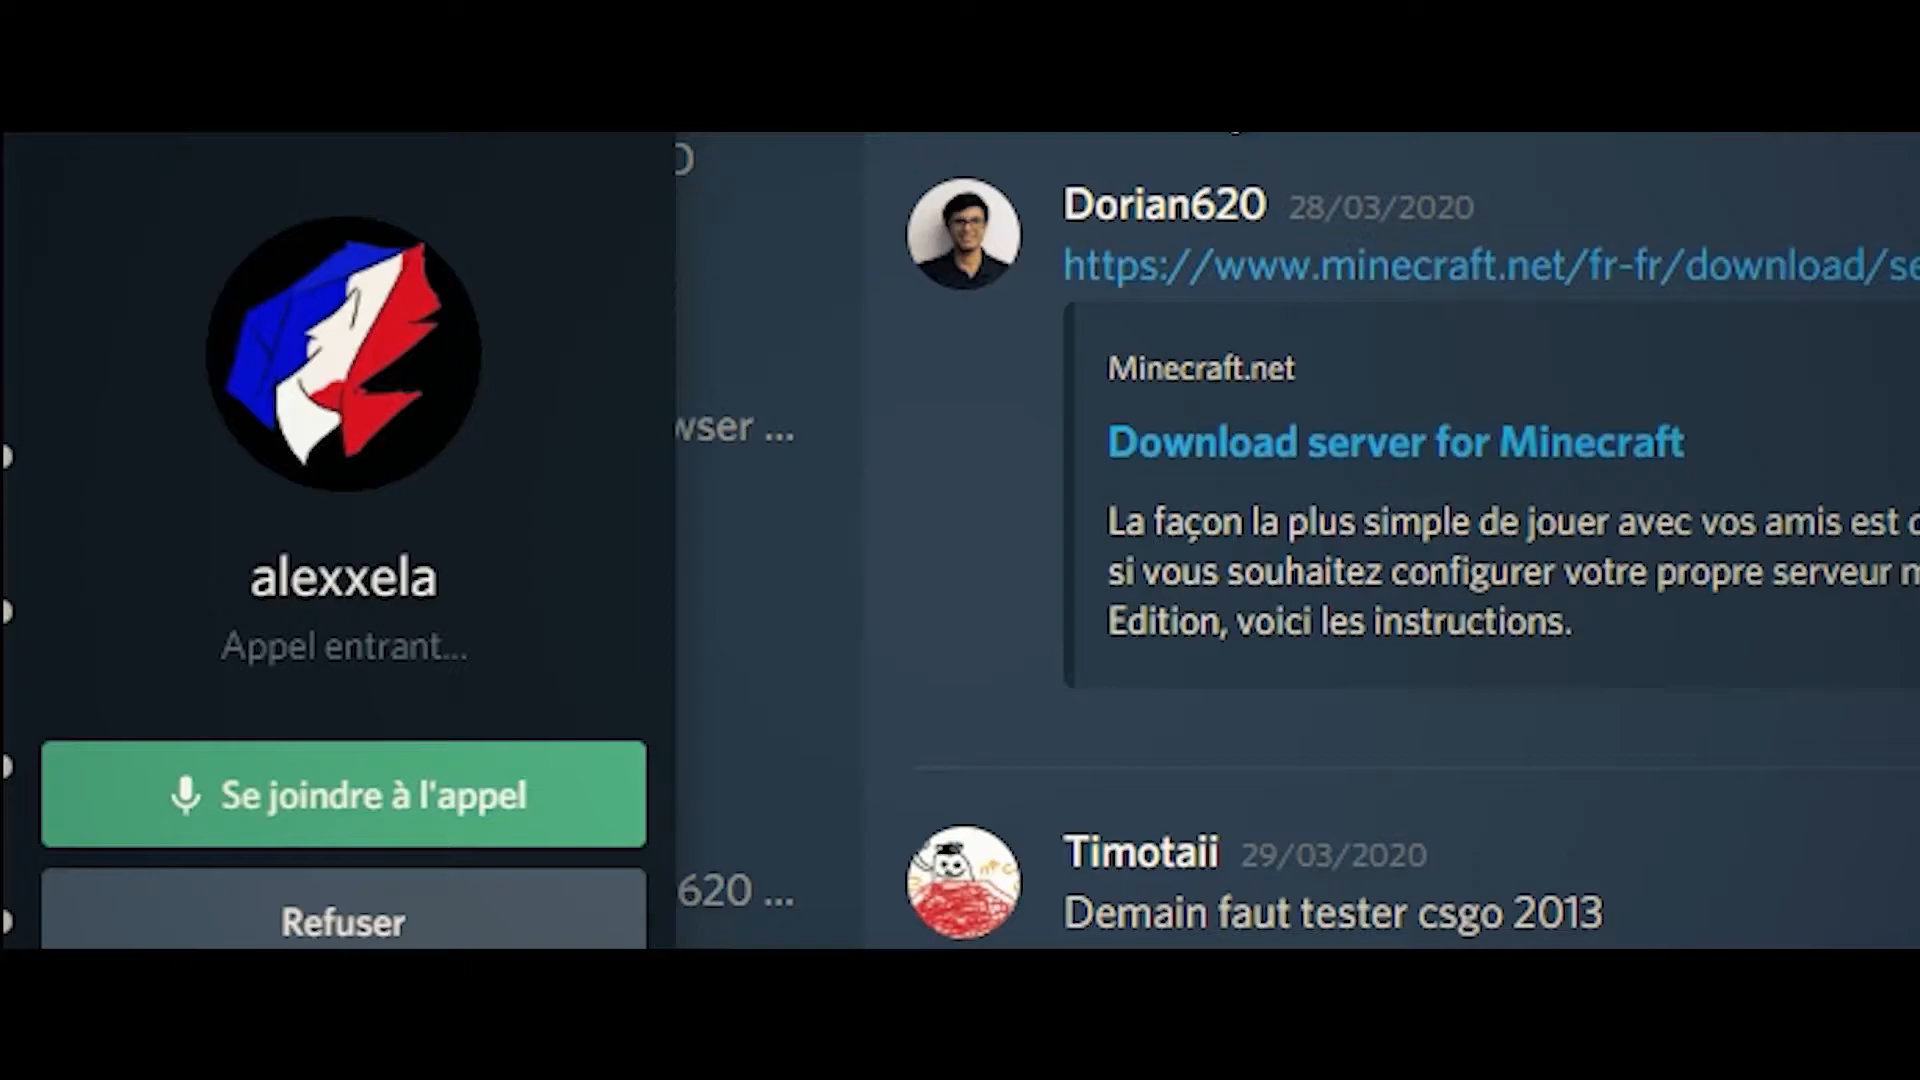 alexxela
Appel entrant...
Se joindre à l'appel
Refuser
wser ...
620 ...
Dorian620 28/03/2020
https://www.minecraft.net/fr-fr/download/se
Minecraft.net
Download server for Minecraft
La façon la plus simple de jouer avec vos amis est
si vous souhaitez configurer votre propre serveur
Edition, voici les instructions.
Timotaii 29/03/2020
Demain faut tester csgo 2013